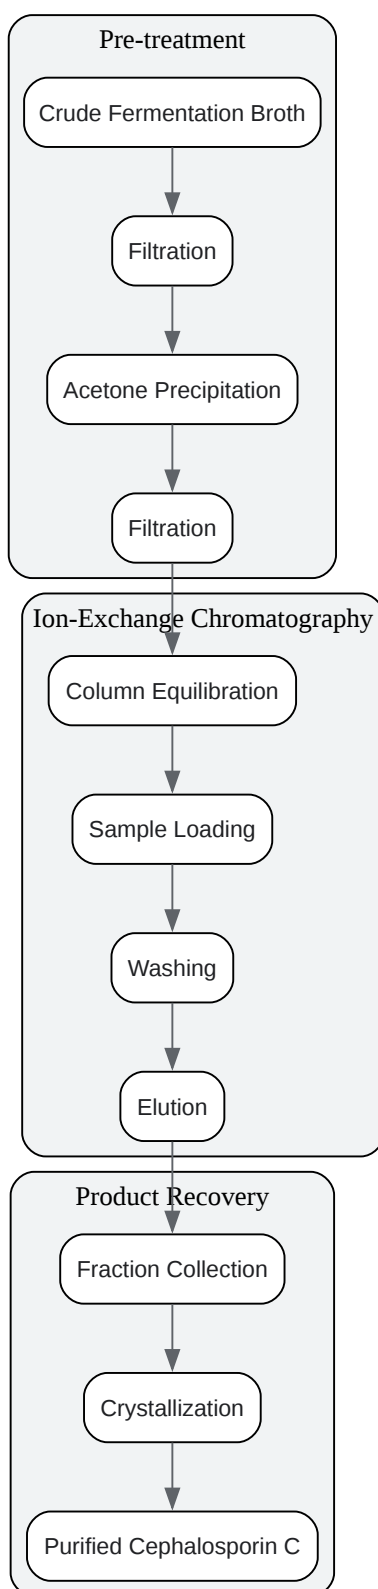 Pre-treatment
Crude Fermentation Broth
Filtration
Acetone Precipitation
Filtration
Ion-Exchange Chromatography
Column Equilibration
Sample Loading
Washing
Elution
Product Recovery
Fraction Collection
Crystallization
Purified Cephalosporin C